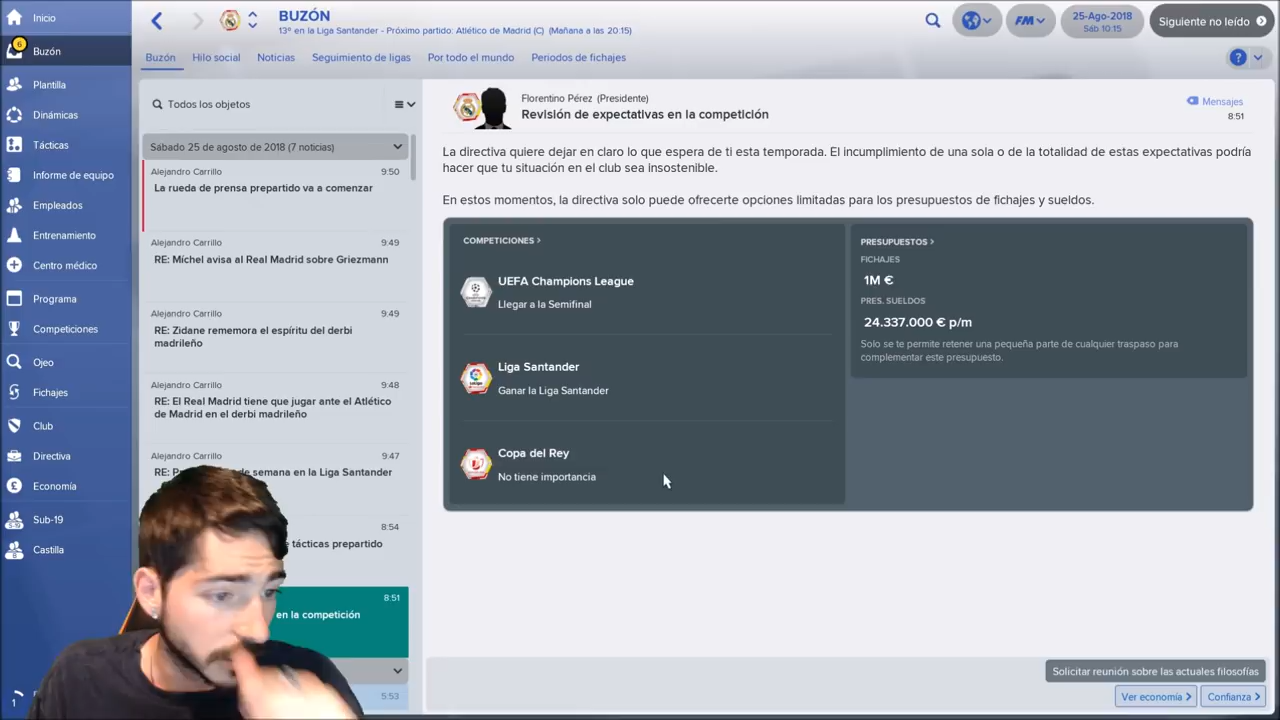 Inicio
6
Buzón
Plantilla
Dinámicas
Tácticas
Informe de equipo
Empleados
Entrenamiento
Centro médico
Programa
Competiciones
Ojeo
Fichajes
Club
Directiva
Economía
Sub-19
Castilla
BUZÓN
13º en la Liga Santander - Próximo partido: Atlético de Madrid (C) (Mañana a las 20:15)
FM
25-Ago-2018
Sáb 10:15
Siguiente no leído
Buzón
Hilo social
Noticias
Seguimiento de ligas
Por todo el mundo
Periodos de fichajes
?
Todos los objetos
Sábado 25 de agosto de 2018 (7 noticias)
Alejandro Carrillo 9:50
La rueda de prensa prepartido va a comenzar
Alejandro Carrillo 9:49
RE: Míchel avisa al Real Madrid sobre Griezmann
Alejandro Carrillo 9:49
RE: Zidane rememora el espíritu del derbi
madrileño
Alejandro Carrillo 9:48
RE: El Real Madrid tiene que jugar ante el Atlético
de Madrid en el derbi madrileño
Alejandro Carrillo 9:47
RE: de semana en la Liga Santander
8:54
tácticas prepartido
8:51
en la competición
5:53
Florentino Pérez (Presidente)
Revisión de expectativas en la competición
Mensajes
8:51
La directiva quiere dejar en claro lo que espera de ti esta temporada. El incumplimiento de una sola o de la totalidad de estas expectativas podría
hacer que tu situación en el club sea insostenible.
En estos momentos, la directiva solo puede ofrecerte opciones limitadas para los presupuestos de fichajes y sueldos.
COMPETICIONES >
UEFA Champions League
Llegar a la Semifinal
Liga Santander
Ganar la Liga Santander
Copa del Rey
No tiene importancia
PRESUPUESTOS >
FICHAJES
1M €
PRES. SUELDOS
24.337.000 € p/m
Solo se te permite retener una pequeña parte de cualquier traspaso para
complementar este presupuesto.
Solicitar reunión sobre las actuales filosofías
Ver economía >
Confianza >